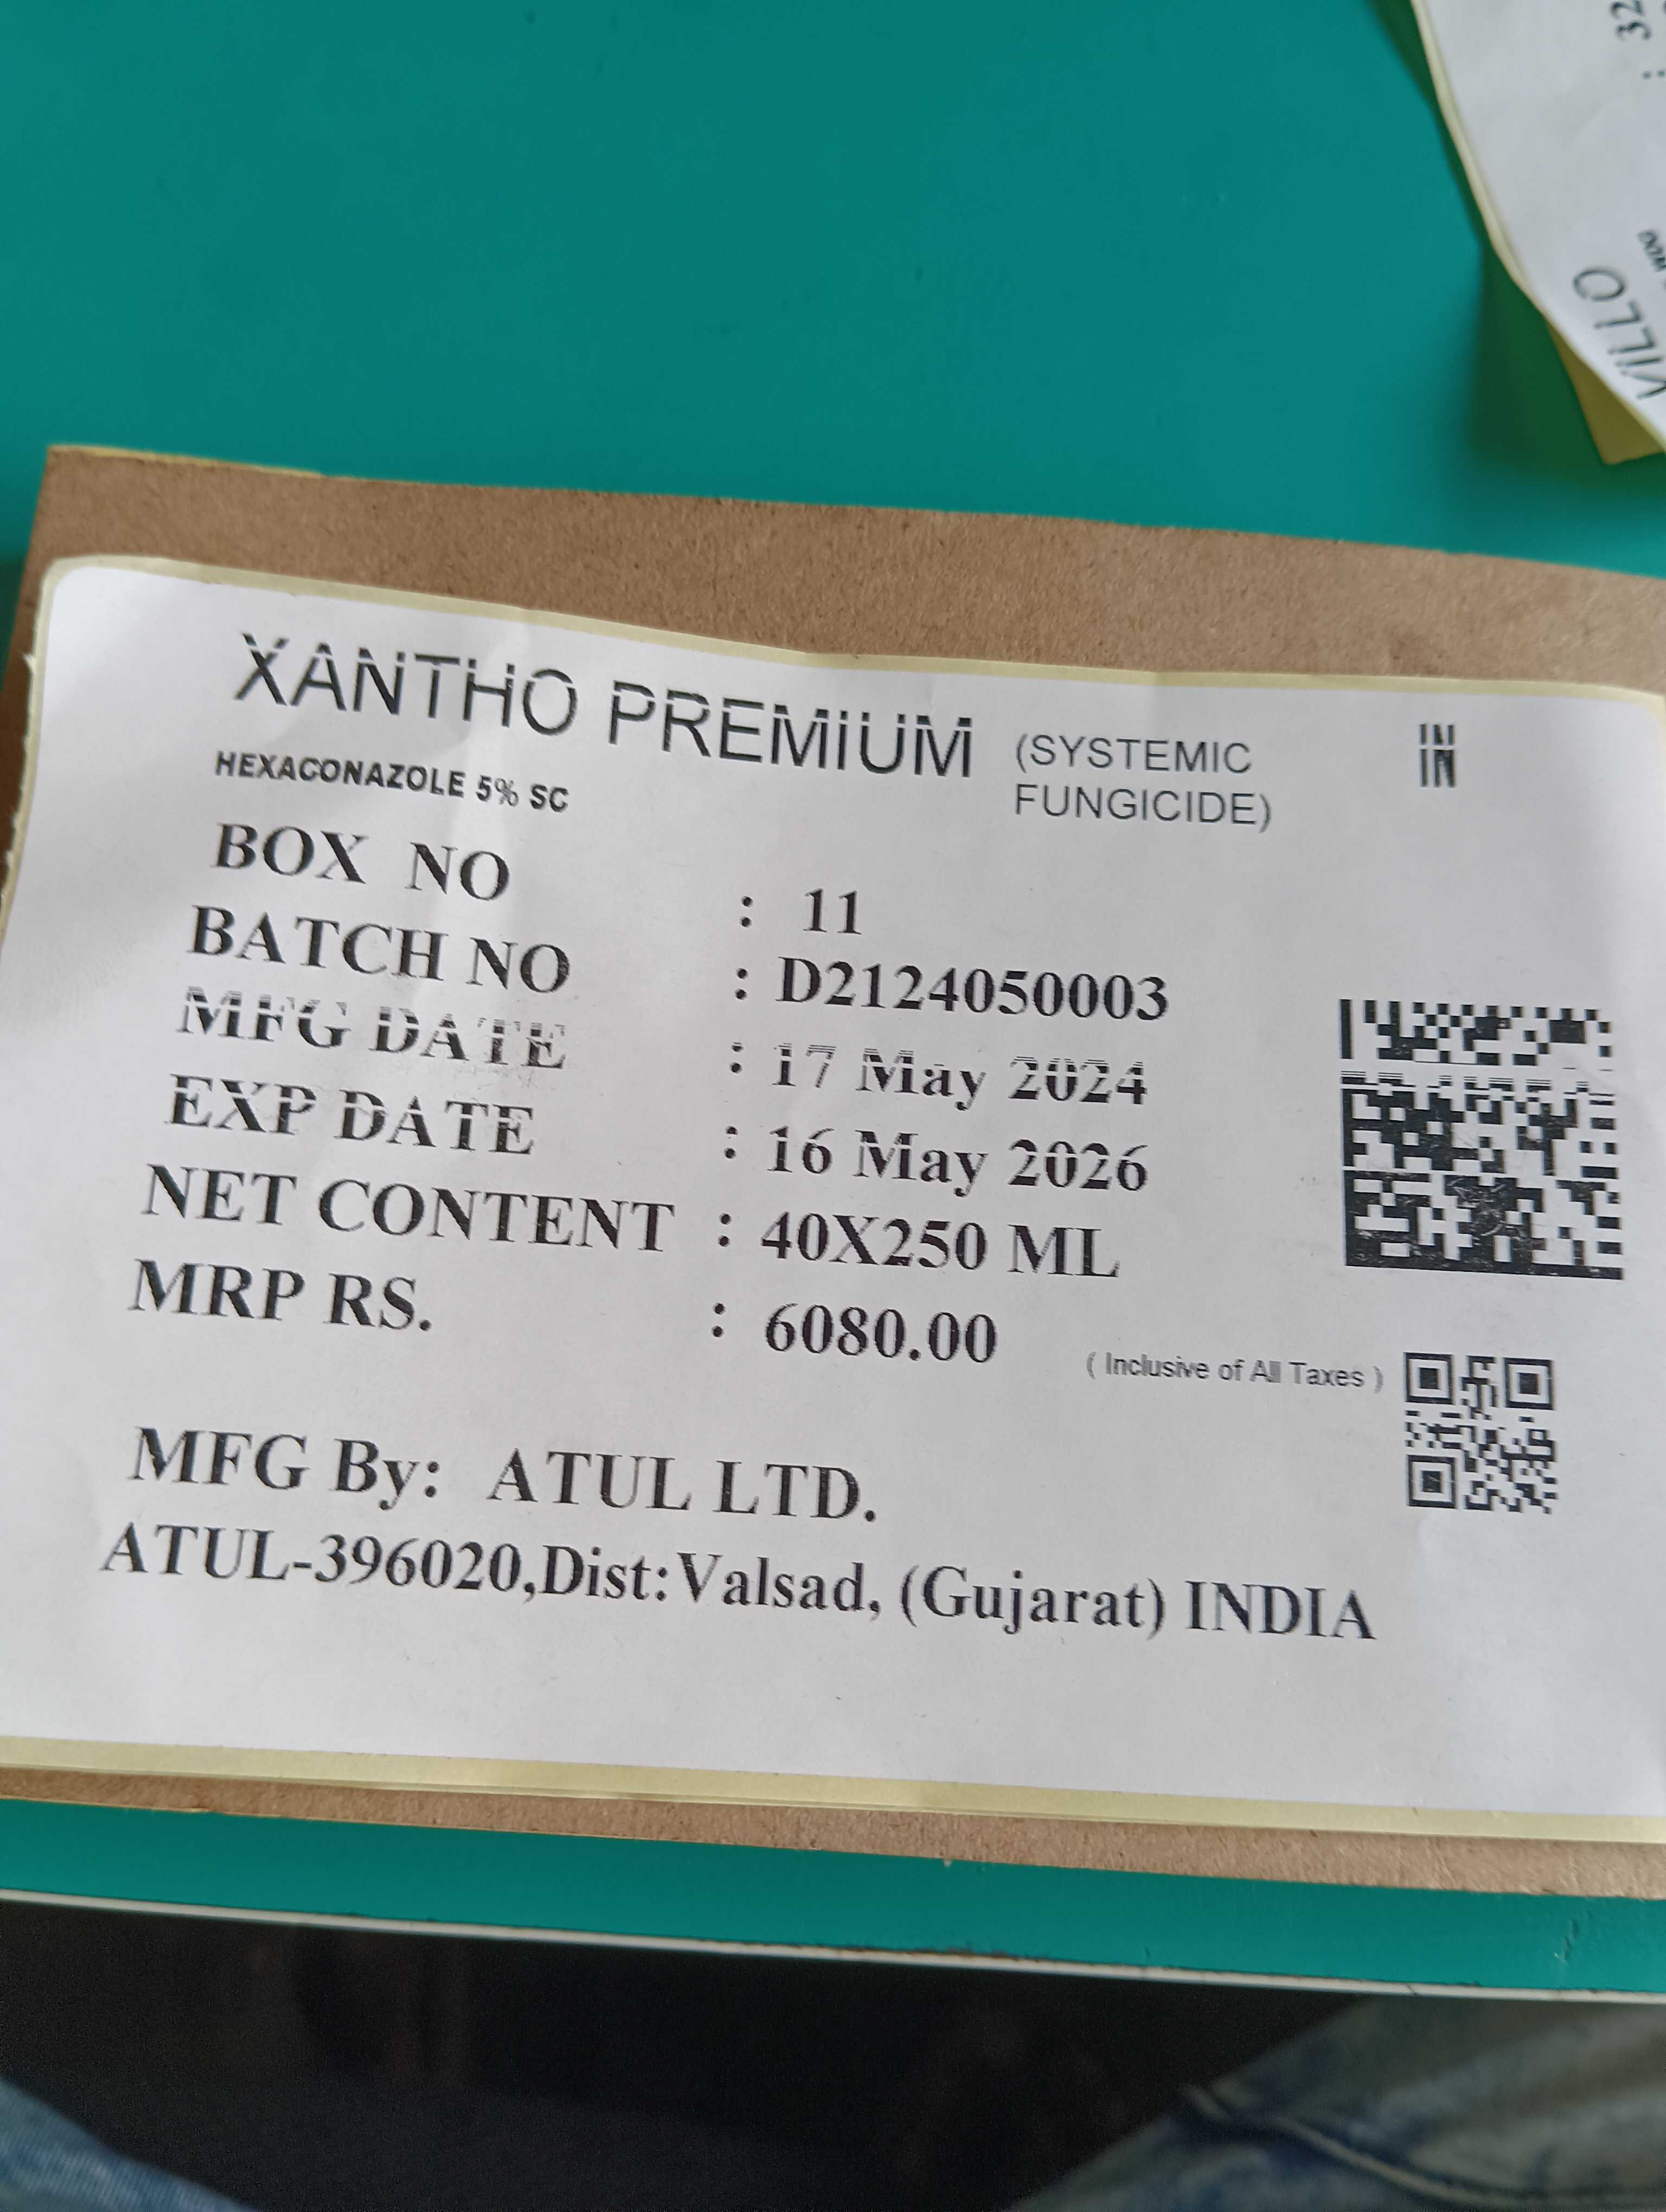 XANTHO PREMIUM (SYSTEMIC FUNGICIDE) IN
HEXACONAZOLE 5% SC
BOX NO : 11
BATCH NO : D2124050003
MFG DATE : 17 May 2024
EXP DATE : 16 May 2026
NET CONTENT : 40X250 ML
MRP RS. : 6080.00 ( Inclusive of All Taxes )
MFG By: ATUL LTD.
ATUL-396020,Dist:Valsad, (Gujarat) INDIA
: 32